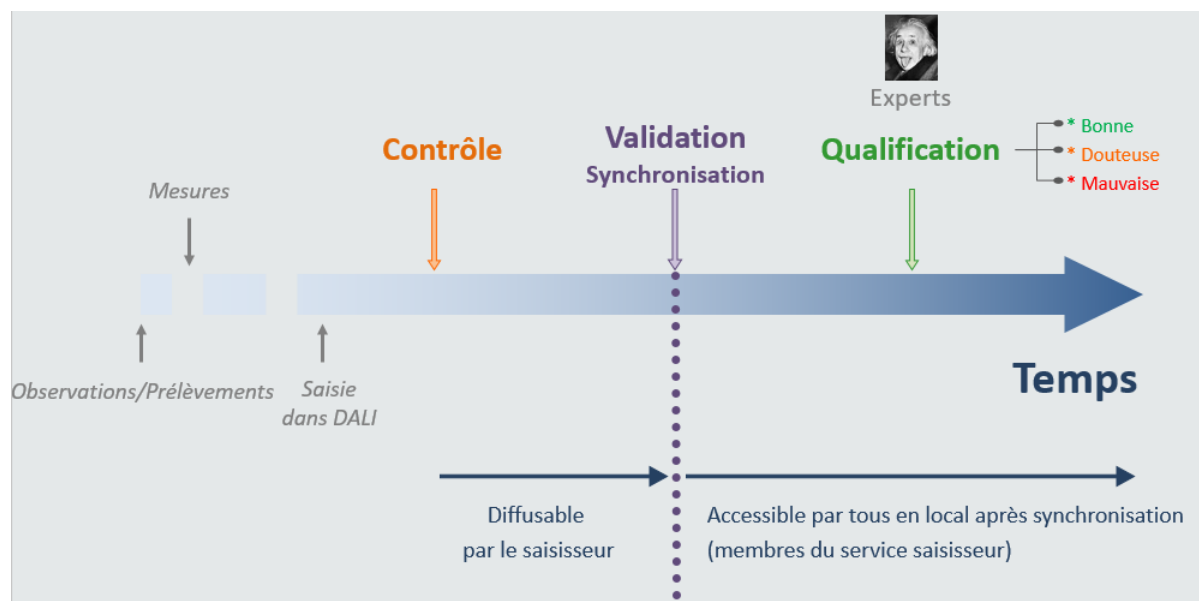 Experts
Contrôle
Validation
Synchronisation
Qualification
* Bonne
* Douteuse
* Mauvaise
Mesures
Observations/Prélèvements
Saisie
dans DALI
Temps
Diffusable
par le saisisseur
Accessible par tous en local après synchronisation
(membres du service saisisseur)